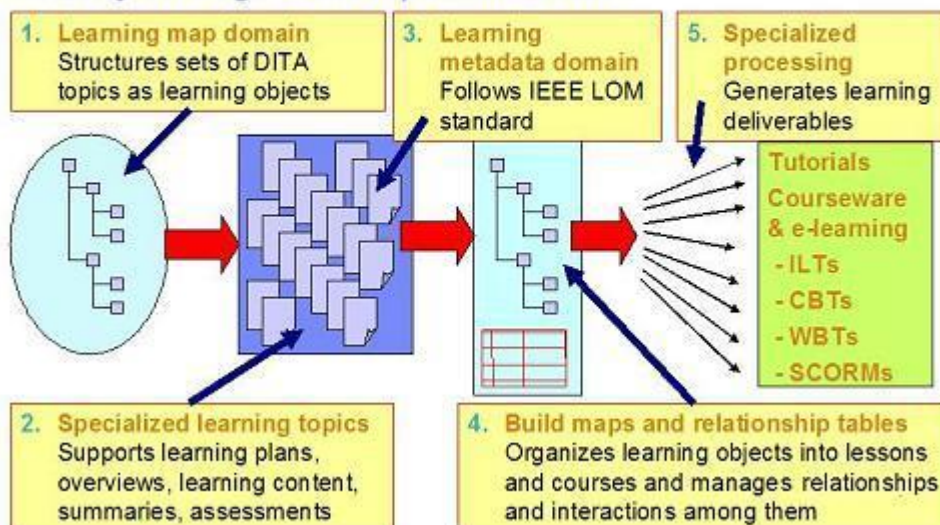 1. Learning map domain
Structures sets of DITA
topics as learning objects
3. Learning
metadata domain
Follows IEEE LOM
standard
5. Specialized
processing
Generates learning
deliverables
Tutorials
Courseware
& e-learning
- ILTs
- CBTs
- WBTs
- SCORMs
2. Specialized learning topics
Supports learning plans,
overviews, learning content,
summaries, assessments
4. Build maps and relationship tables
Organizes learning objects into lessons
and courses and manages relationships
and interactions among them